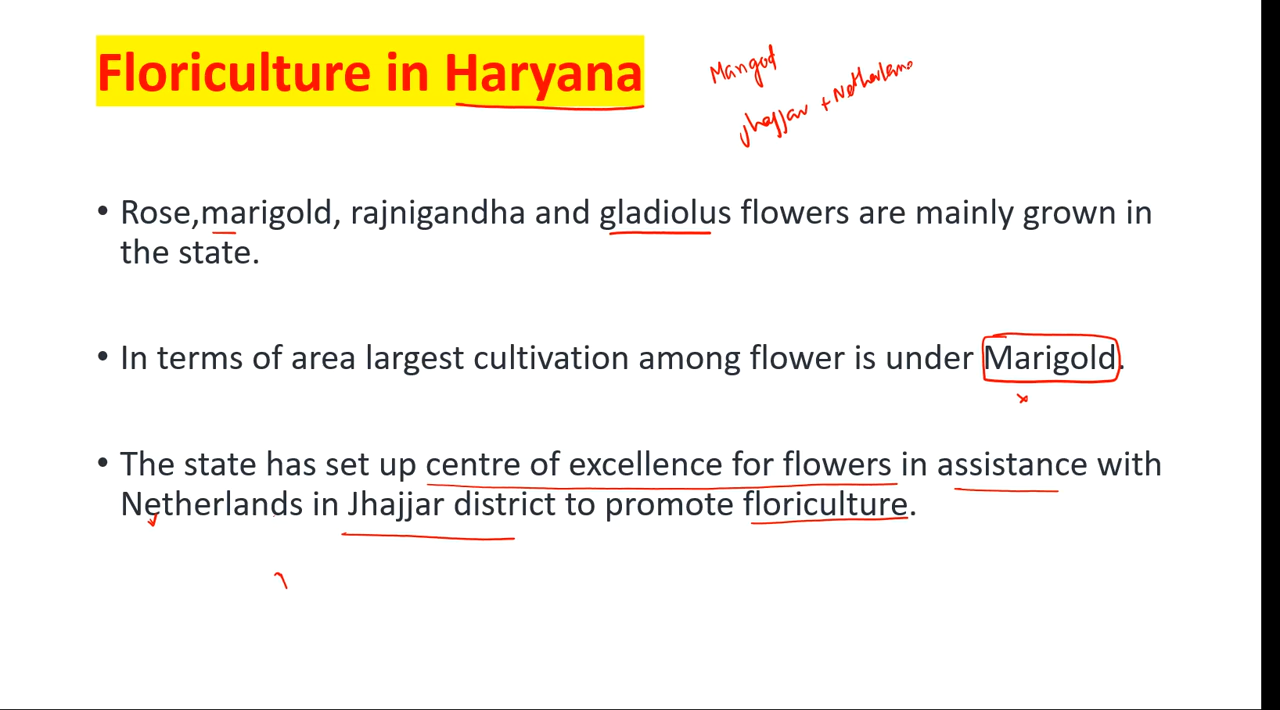 Floriculture in Haryana
Marigold
Jhajjar + Netherland
• Rose,marigold, rajnigandha and gladiolus flowers are mainly grown in
the state.
• In terms of area largest cultivation among flower is under Marigold.
• The state has set up centre of excellence for flowers in assistance with
Netherlands in Jhajjar district to promote floriculture.